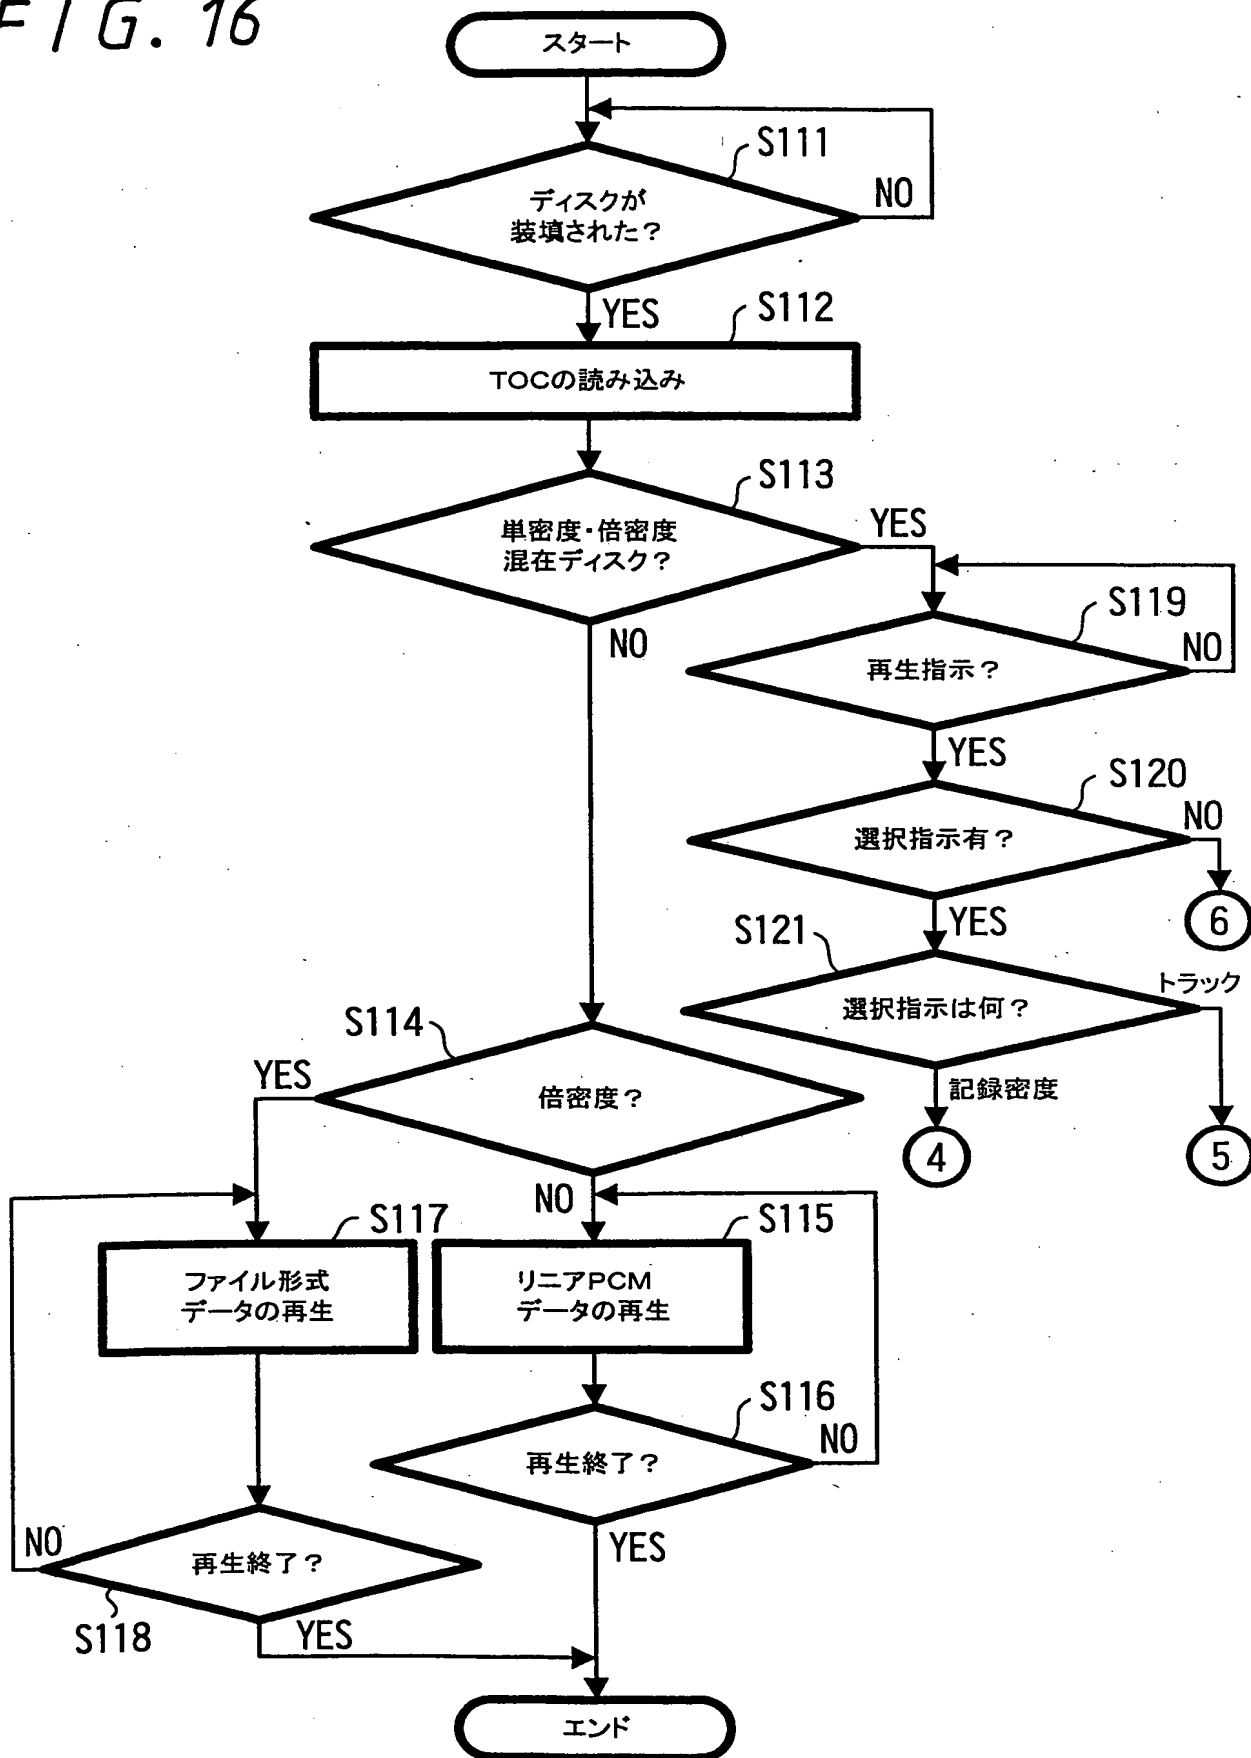 FIG. 16
スタート
S111
ディスクが
装填された?
NO
YES
S112
TOCの読み込み
S113
単密度・倍密度
混在ディスク?
YES
NO
S119
再生指示?
NO
YES
S120
選択指示有?
NO
6
YES
S121
選択指示は何?
トラック
記録密度
4
5
S114
倍密度?
YES
NO
S117
ファイル形式
データの再生
S115
リニアPCM
データの再生
S116
再生終了?
NO
YES
再生終了?
NO
S118
YES
エンド